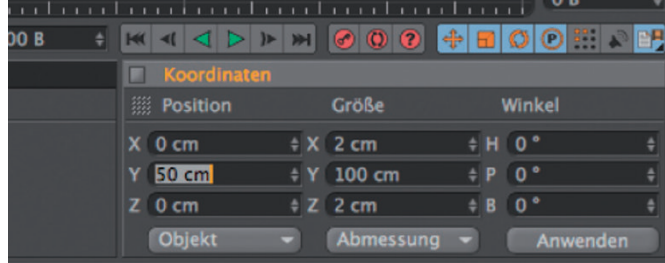 0 B
00 B
Koordinaten
Position Größe Winkel
X 0 cm X 2 cm H 0 °
Y 50 cm Y 100 cm P 0 °
Z 0 cm Z 2 cm B 0 °
Objekt Abmessung Anwenden